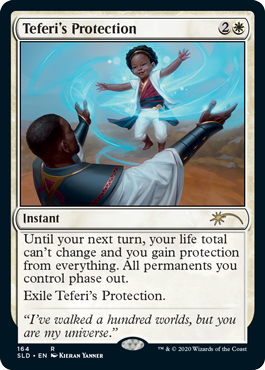 Teferi's Protection 2
Instant
Until your next turn, your life total
can't change and you gain protection
from everything. All permanents you
control phase out.
Exile Teferi's Protection.
"I've walked a hundred worlds, but you
are my universe."
164 R
SLD • EN KIERAN YANNER
™ & © 2020 Wizards of the Coast